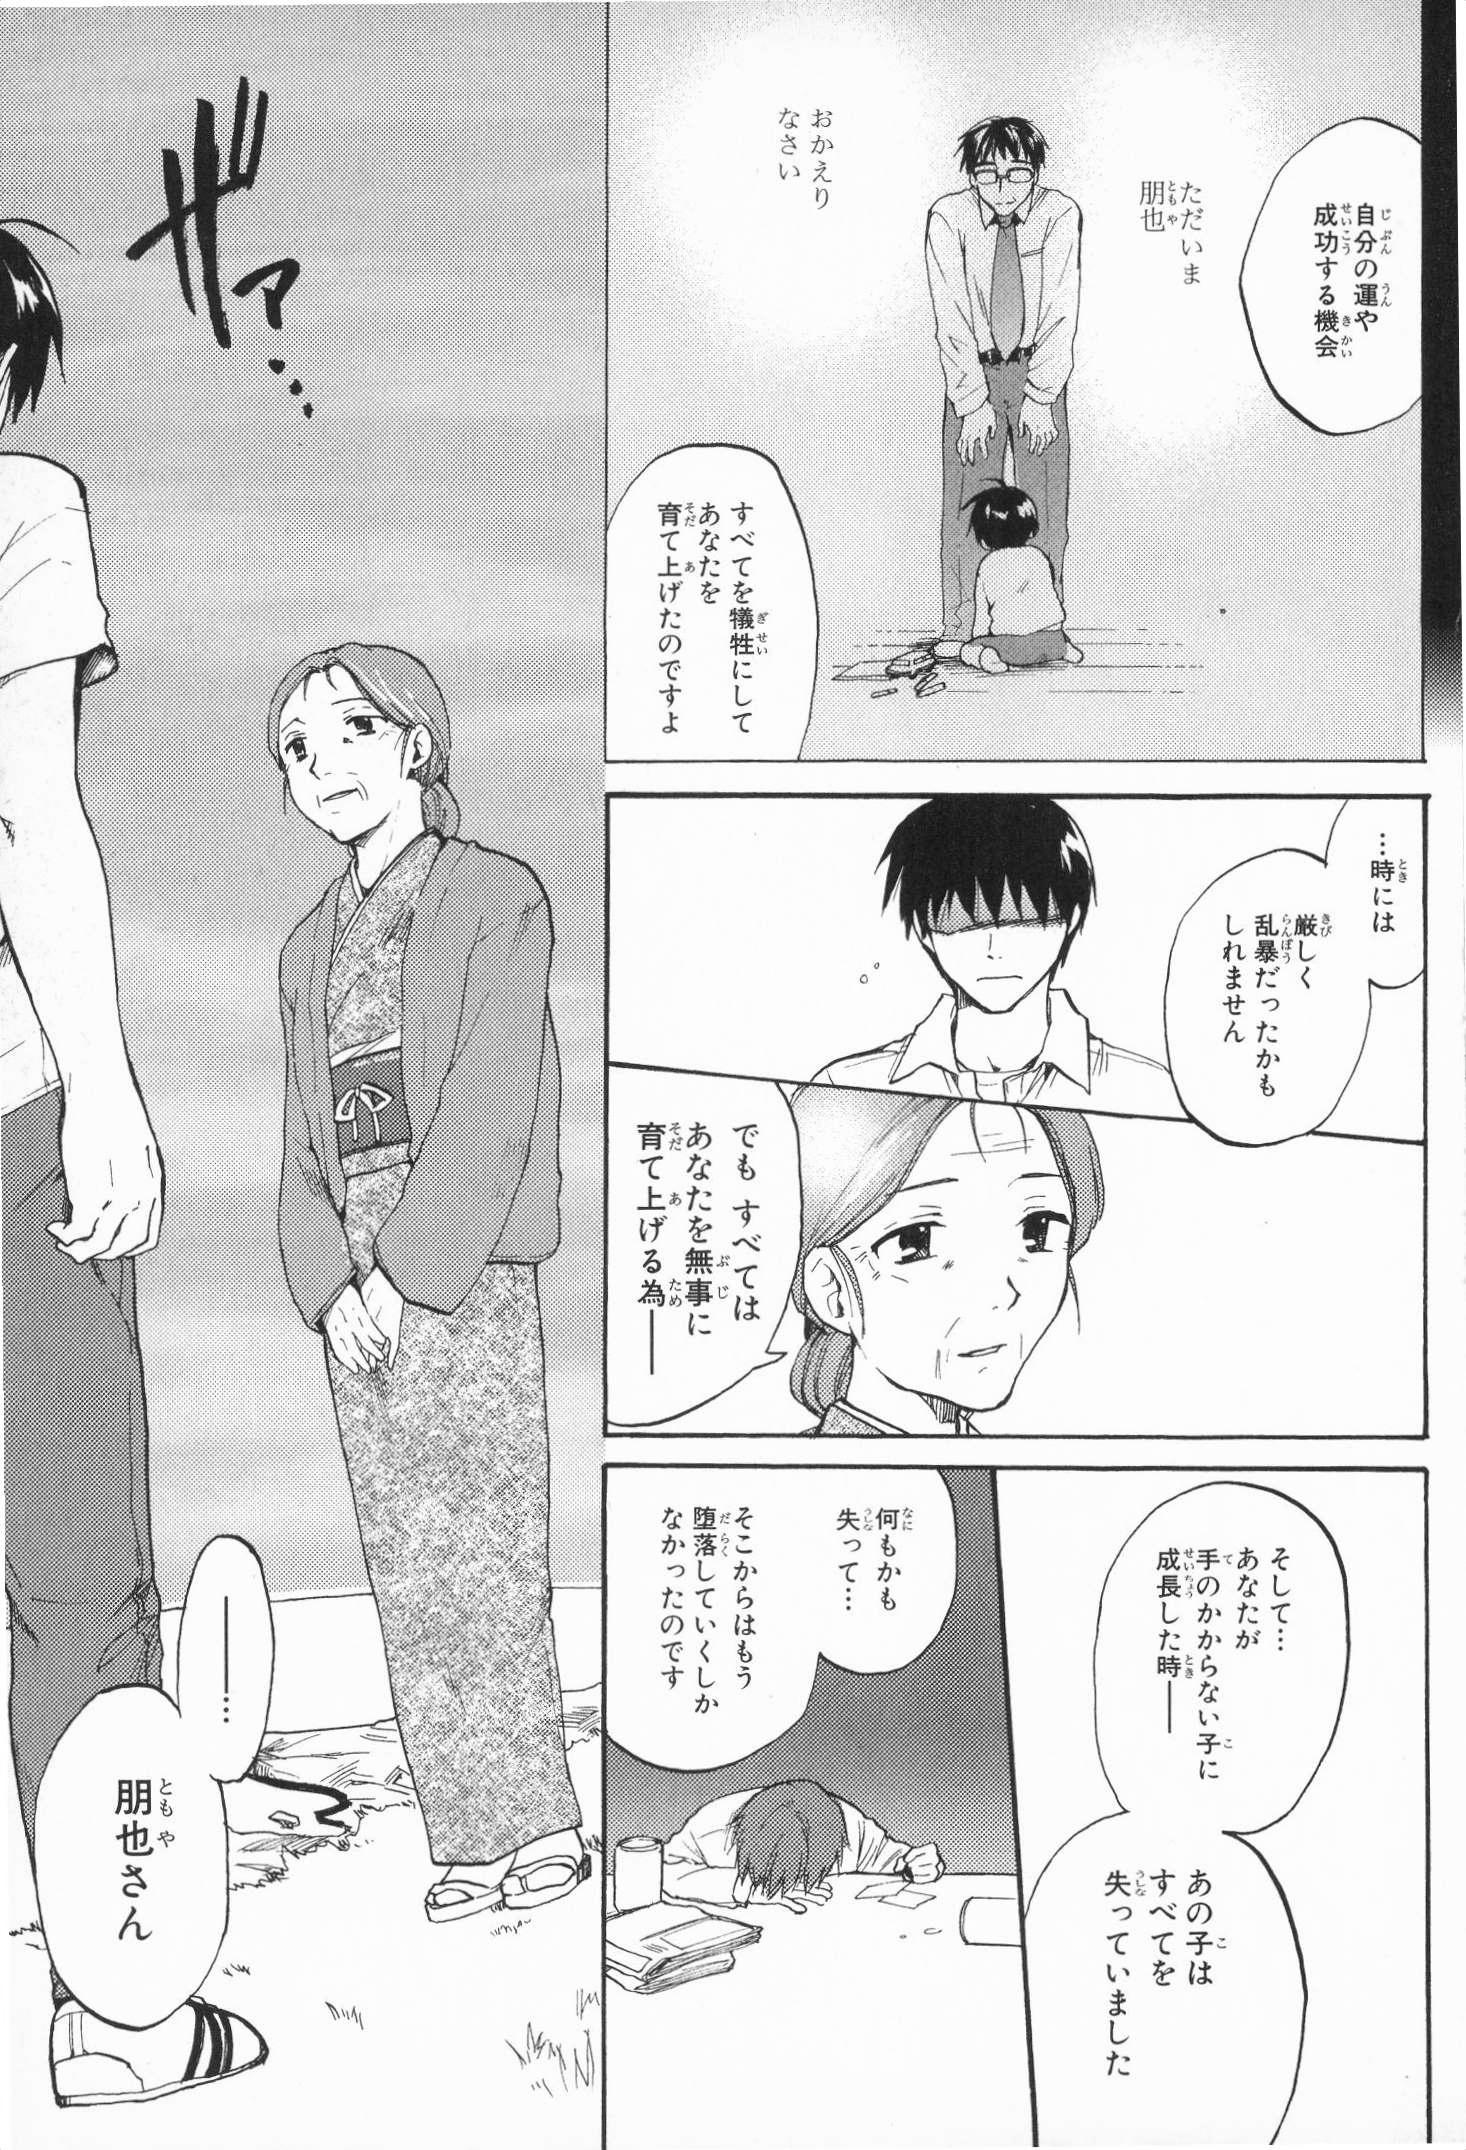 自分の運や
成功する機会
ただいま
朋也
おかえり
なさい
すべてを犠牲にして
あなたを
育て上げたのですよ
…時には
厳しく
乱暴だったかも
しれません
でも すべては
あなたを無事に
育て上げる為――
そして…
あなたが
手のかからない子に
成長した時――
あの子は
すべてを
失っていました
何もかも
失って…
そこからはもう
堕落していくしか
なかったのです
ザァ…
――…
朋也さん